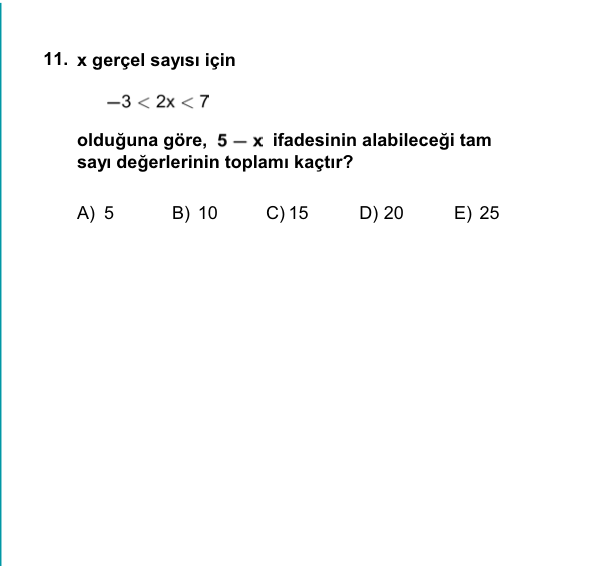 11. x gerçel sayısı için
−3 < 2x < 7
olduğuna göre, 5 − x ifadesinin alabileceği tam
sayı değerlerinin toplamı kaçtır?
A) 5 B) 10 C) 15 D) 20 E) 25